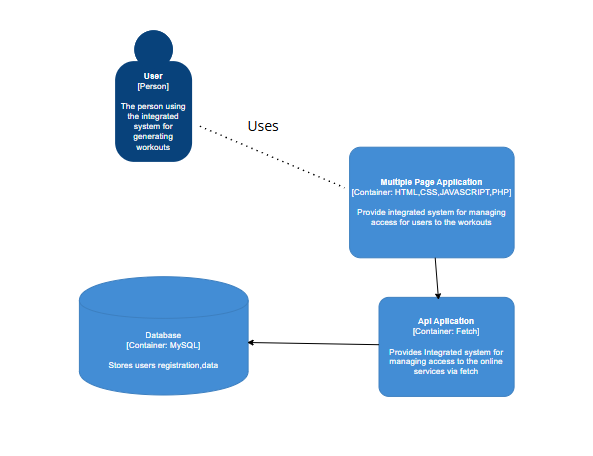 User
[Person]
The person using
the integrated
system for
generating
workouts
Uses
Multiple Page Application
[Container: HTML,CSS,JAVASCRIPT,PHP]
Provide integrated system for managing
access for users to the workouts
Api Aplication
[Container: Fetch]
Provides Integrated system for
managing access to the online
services via fetch
Database
[Container: MySQL]
Stores users registration,data